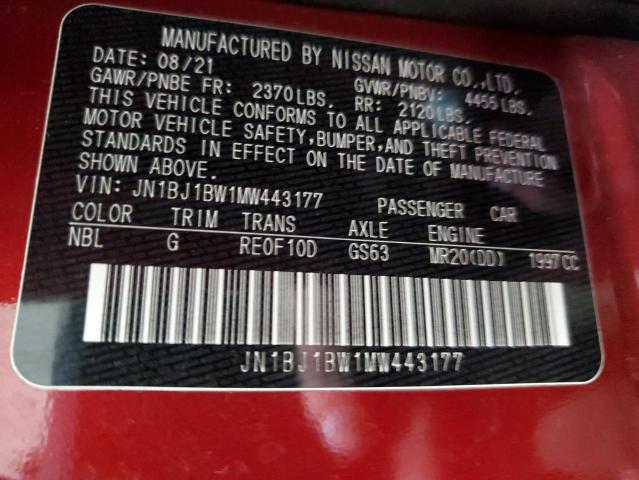 MANUFACTURED BY NISSAN MOTOR CO.,LTD.
DATE: 08/21 GVWR/PNBV: 4455 LBS.
GAWR/PNBE FR: 2370LBS. RR: 2120LBS.
THIS VEHICLE CONFORMS TO ALL APPLICABLE FEDERAL
MOTOR VEHICLE SAFETY,BUMPER,AND THEFT PREVENTION
STANDARDS IN EFFECT ON THE DATE OF MANUFACTURE
SHOWN ABOVE.
VIN: JN1BJ1BW1MW443177 PASSENGER CAR
COLOR TRIM TRANS AXLE ENGINE
NBL G RE0F10D GS63 MR20(DD) 1997CC
JN1BJ1BW1MW443177